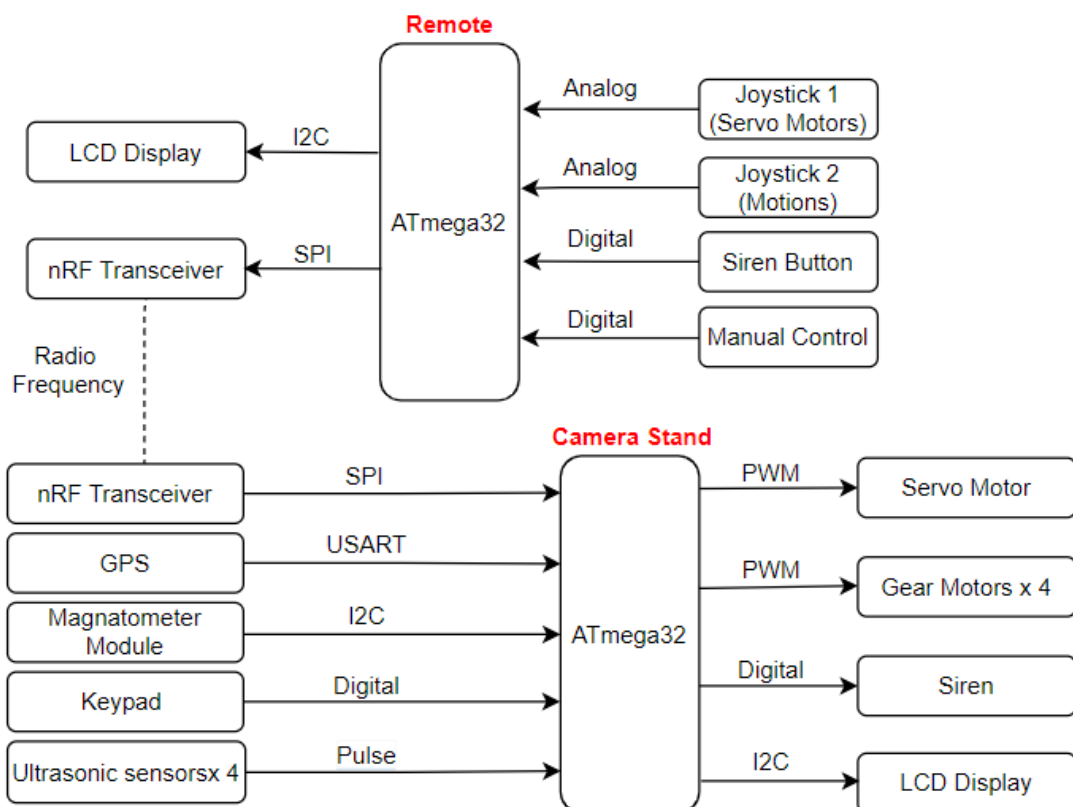 Remote
Analog
Joystick 1
(Servo Motors)
I2C
LCD Display
Analog
Joystick 2
(Motions)
ATmega32
Digital
Siren Button
SPI
nRF Transceiver
Digital
Manual Control
Radio
Frequency
Camera Stand
SPI
nRF Transceiver
PWM
Servo Motor
USART
GPS
PWM
Gear Motors x 4
I2C
Magnatometer
Module
ATmega32
Digital
Keypad
Digital
Siren
Pulse
Ultrasonic sensorsx 4
I2C
LCD Display